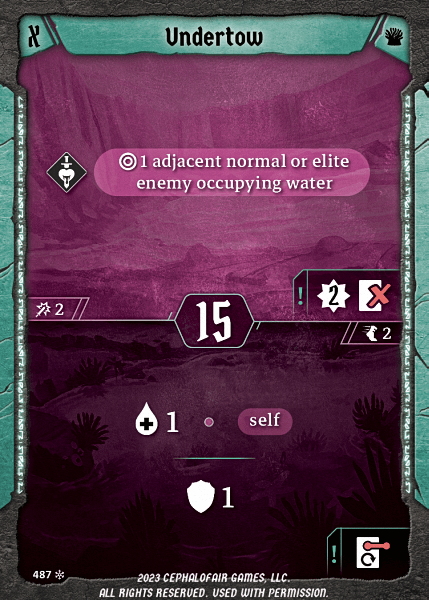 X
Undertow
1 adjacent normal or elite
enemy occupying water
! 2
2
15
2
1 self
1
!
487
2023 CEPHALOFAIR GAMES, LLC.
ALL RIGHTS RESERVED. USED WITH PERMISSION.